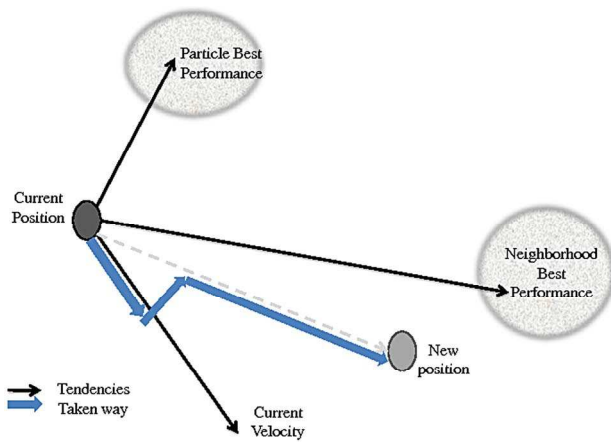 Particle Best
Performance
Current
Position
Neighborhood
Best
Performance
New
position
Tendencies
Taken way
Current
Velocity